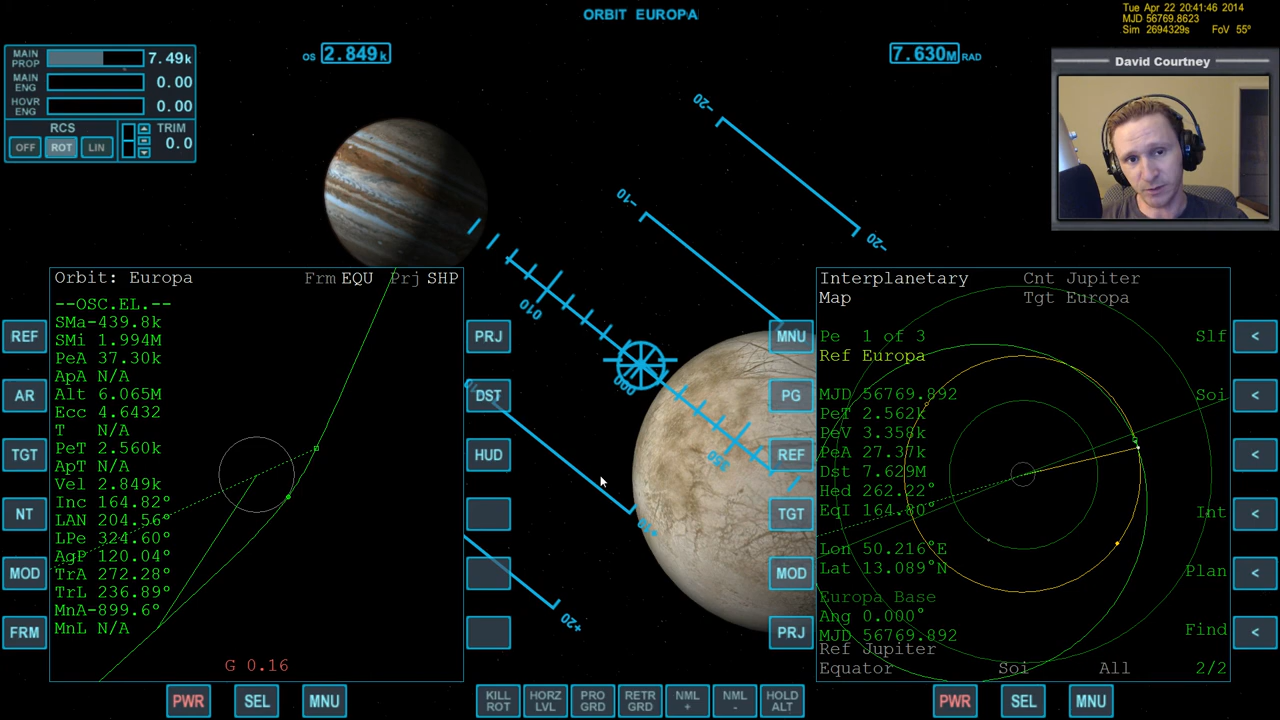 ORBIT EUROPA
Tue Apr 22 20:41:46 2014
MJD 56769.8623
Sim 2694329s FoV 55°
MAIN PROP 7.49k
MAIN ENG 0.00
HOVR ENG 0.00
RCS
TRIM
0.0
OFF ROT LIN
OS 2.849k
7.630M RAD
David Courtney
-20
-20
-10
010
000
350
+20
Orbit: Europa Frm EQU Prj SHP
--OSC.EL.--
SMa-439.8k
SMi 1.994M
PeA 37.30k
ApA N/A
Alt 6.065M
Ecc 4.6432
T N/A
PeT 2.560k
ApT N/A
Vel 2.849k
Inc 164.82°
LAN 204.56°
LPe 324.60°
AgP 120.04°
TrA 272.28°
TrL 236.89°
MnA-899.6°
MnL N/A
G 0.16
REF
AR
TGT
NT
MOD
FRM
PRJ
DST
HUD
PWR SEL MNU
KILL ROT
HORZ LVL
PRO GRD
RETR GRD
NML +
NML -
HOLD ALT
MNU
PG
REF
TGT
MOD
PRJ
Interplanetary Cnt Jupiter
Map Tgt Europa
Pe 1 of 3 Slf
Ref Europa
MJD 56769.892 Soi
PeT 2.562k
PeV 3.358k
PeA 27.37k
Dst 7.629M
Hed 262.22°
EqI 164.80° Int
Lon 50.216°E
Lat 13.089°N Plan
Europa Base
Ang 0.000°
MJD 56769.892 Find
Ref Jupiter
Equator Soi All 2/2
<
<
<
<
<
<
PWR SEL MNU